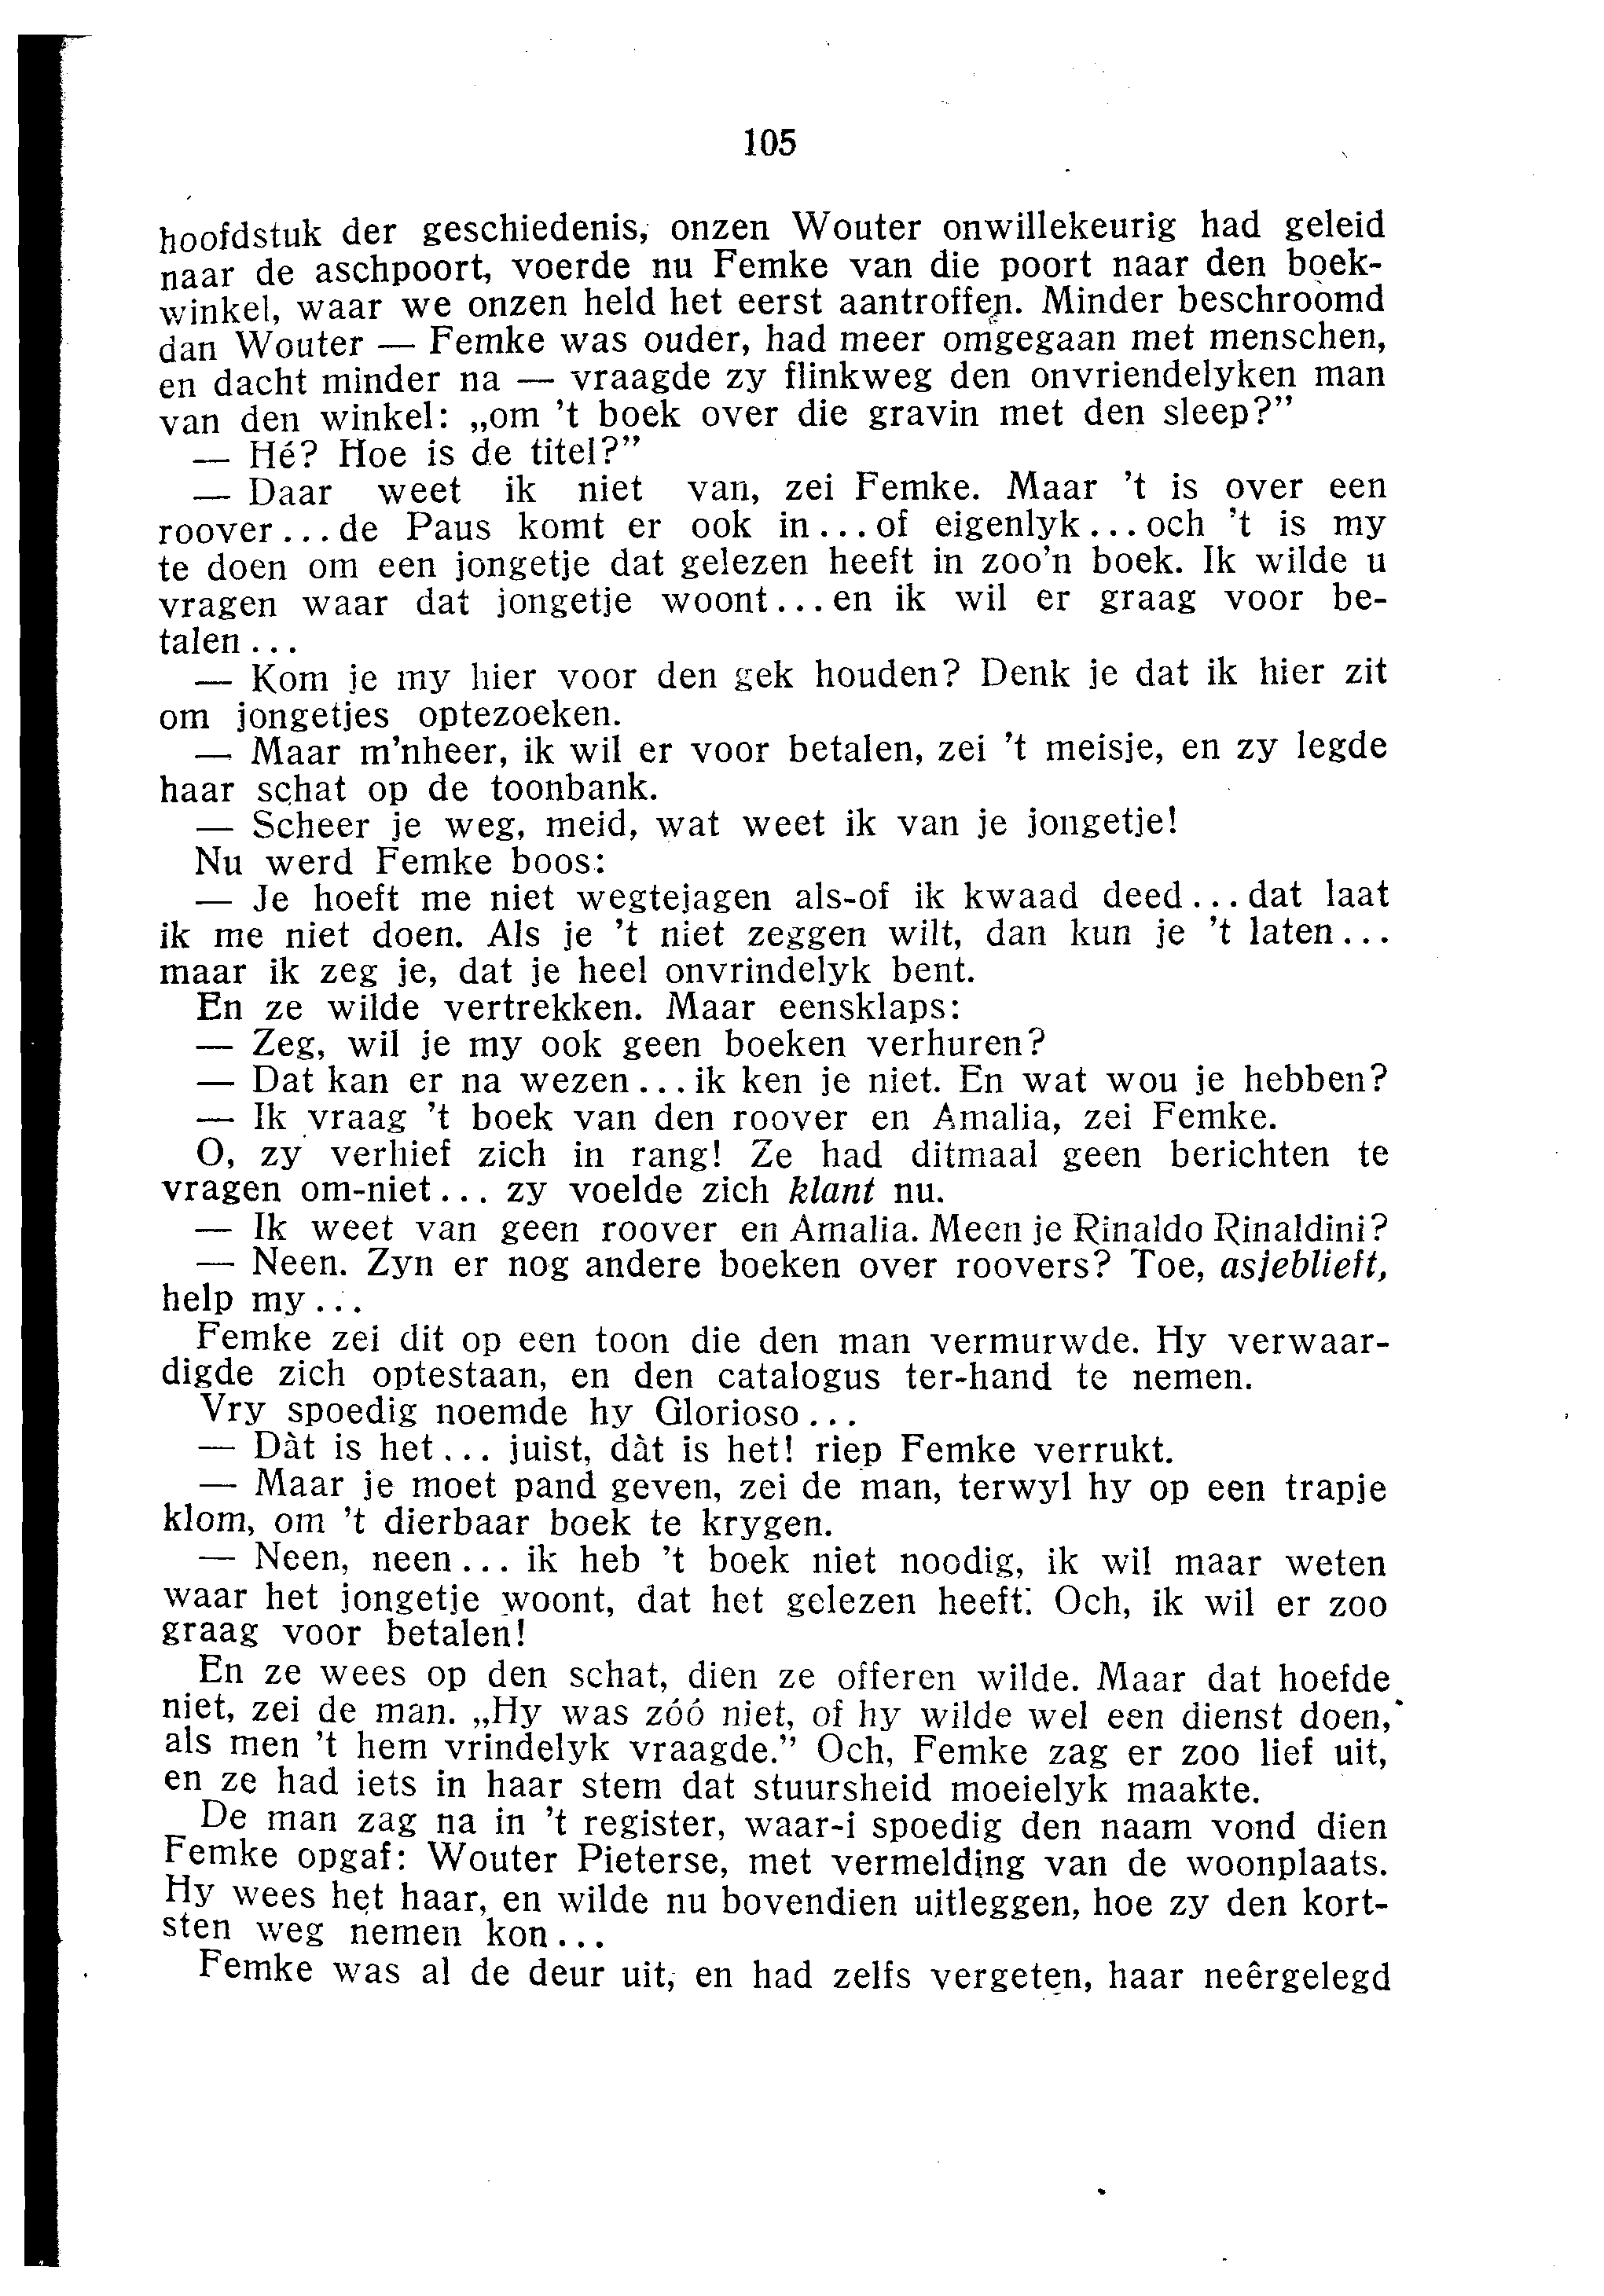 105
hoofdstuk der geschiedenis, onzen Wouter onwillekeurig had geleid
naar de aschpoort, voerde nu Femke van die poort naar den boek-
winkel, waar we onzen held het eerst aantroffen. Minder beschroomd
dan Wouter — Femke was ouder, had meer omgegaan met menschen,
en dacht minder na — vraagde zy flinkweg den onvriendelyken man
van den winkel: „om 't boek over die gravin met den sleep?”
— Hé? Hoe is de titel?”
— Daar weet ik niet van, zei Femke. Maar 't is over een
roover... de Paus komt er ook in... of eigenlyk... och 't is my
te doen om een jongetje dat gelezen heeft in zoo'n boek. Ik wilde u
vragen waar dat jongetje woont... en ik wil er graag voor be-
talen...
— Kom je my hier voor den gek houden? Denk je dat ik hier zit
om jongetjes optezoeken.
— Maar m'nheer, ik wil er voor betalen, zei 't meisje, en zy legde
haar schat op de toonbank.
— Scheer je weg, meid, wat weet ik van je jongetje!
Nu werd Femke boos:
— Je hoeft me niet wegtejagen als-of ik kwaad deed... dat laat
ik me niet doen. Als je 't niet zeggen wilt, dan kun je 't laten...
maar ik zeg je, dat je heel onvrindelyk bent.
En ze wilde vertrekken. Maar eensklaps:
— Zeg, wil je my ook geen boeken verhuren?
— Dat kan er na wezen... ik ken je niet. En wat wou je hebben?
— Ik vraag 't boek van den roover en Amalia, zei Femke.
O, zy verhief zich in rang! Ze had ditmaal geen berichten te
vragen om-niet... zy voelde zich klant nu.
— Ik weet van geen roover en Amalia. Meen je Rinaldo Rinaldini?
— Neen. Zyn er nog andere boeken over roovers? Toe, asjeblieft,
help my...
Femke zei dit op een toon die den man vermurwde. Hy verwaar-
digde zich optestaan, en den catalogus ter-hand te nemen.
Vry spoedig noemde hy Glorioso...
— Dàt is het... juist, dàt is het! riep Femke verrukt.
— Maar je moet pand geven, zei de man, terwyl hy op een trapje
klom, om 't dierbaar boek te krygen.
— Neen, neen... ik heb 't boek niet noodig, ik wil maar weten
waar het jongetje woont, dat het gelezen heeft. Och, ik wil er zoo
graag voor betalen!
En ze wees op den schat, dien ze offeren wilde. Maar dat hoefde
niet, zei de man. „Hy was zóó niet, of hy wilde wel een dienst doen,
als men 't hem vrindelyk vraagde.” Och, Femke zag er zoo lief uit,
en ze had iets in haar stem dat stuursheid moeielyk maakte.
De man zag na in 't register, waar-i spoedig den naam vond dien
Femke opgaf: Wouter Pieterse, met vermelding van de woonplaats.
Hy wees het haar, en wilde nu bovendien uitleggen, hoe zy den kort-
sten weg nemen kon...
Femke was al de deur uit, en had zelfs vergeten, haar neêrgelegd